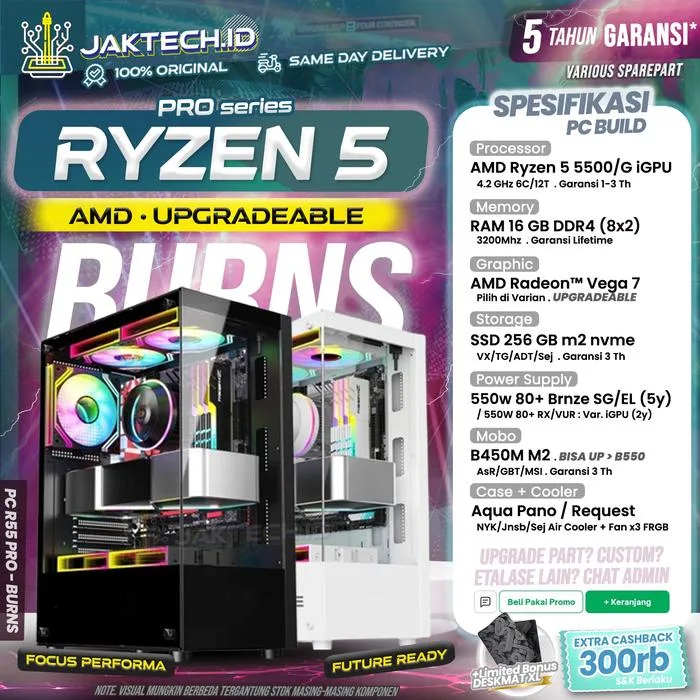 JAKTECH.ID
100% ORIGINAL
SAME DAY DELIVERY
5 TAHUN GARANSI*
VARIOUS SPAREPART
PRO series
RYZEN 5
AMD · UPGRADEABLE
BURNS
SPESIFIKASI
PC BUILD
Processor
AMD Ryzen 5 5500/G iGPU
4.2 GHz 6C/12T . Garansi 1-3 Th
Memory
RAM 16 GB DDR4 (8x2)
3200Mhz . Garansi Lifetime
Graphic
AMD Radeon™ Vega 7
Pilih di Varian . UPGRADEABLE
Storage
SSD 256 GB m2 nvme
VX/TG/ADT/Sej . Garansi 3 Th
Power Supply
550w 80+ Brnze SG/EL (5y)
/ 550W 80+ RX/VUR : Var. iGPU (2y)
Mobo
B450M M2 . BISA UP > B550
AsR/GBT/MSI . Garansi 3 Th
Case + Cooler
Aqua Pano / Request
NYK/Jnsb/Sej Air Cooler + Fan x3 FRGB
UPGRADE PART? CUSTOM?
ETALASE LAIN? CHAT ADMIN
Beli Pakai Promo
+ Keranjang
PC R55 PRO - BURNS
JAKTECH.ID
FOCUS PERFORMA
FUTURE READY
+Limited Bonus
DESKMAT XL
EXTRA CASHBACK
300rb
S&K Berlaku
NOTE. VISUAL MUNGKIN BERBEDA TERGANTUNG STOK MASING-MASING KOMPONEN